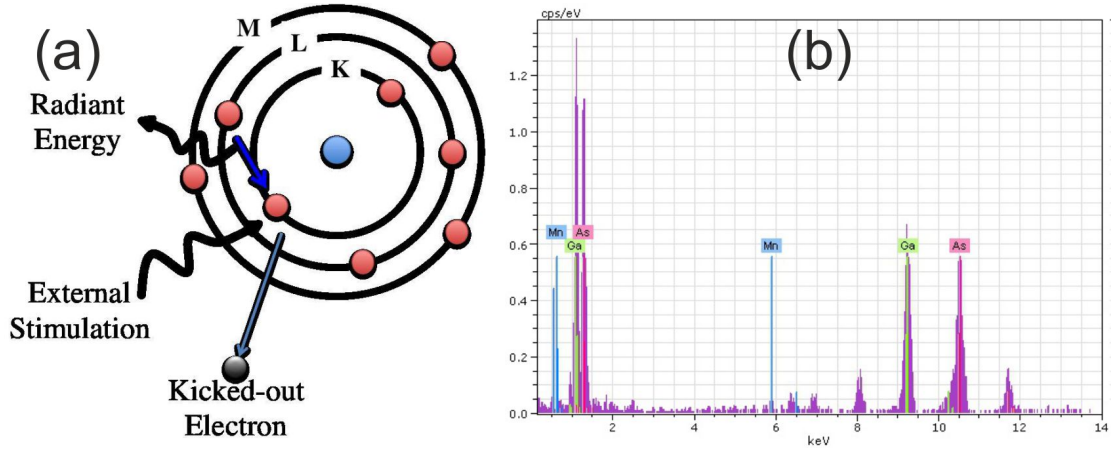 (a)
M
L
K
Radiant
Energy
External
Stimulation
Kicked-out
Electron
(b)
cps/eV
1.2
1.0
0.8
0.6
0.4
0.2
0.0
Mn
As
Ga
Mn
Ga
As
2
4
6
8
10
12
14
keV